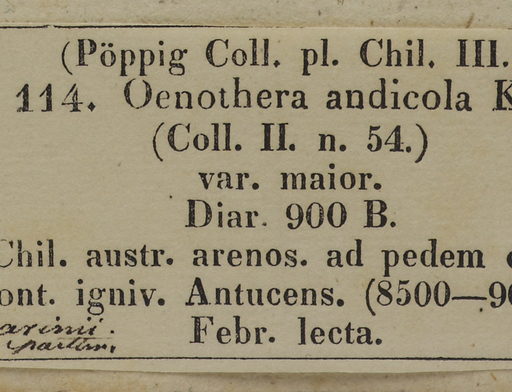 (Pöppig Coll. pl. Chil. III.
114. Oenothera andicola K
(Coll. II. n. 54.)
var. maior.
Diar. 900 B.
Chil. austr. arenos. ad pedem
ont. igniv. Antucens. (8500—90
Febr. lecta.